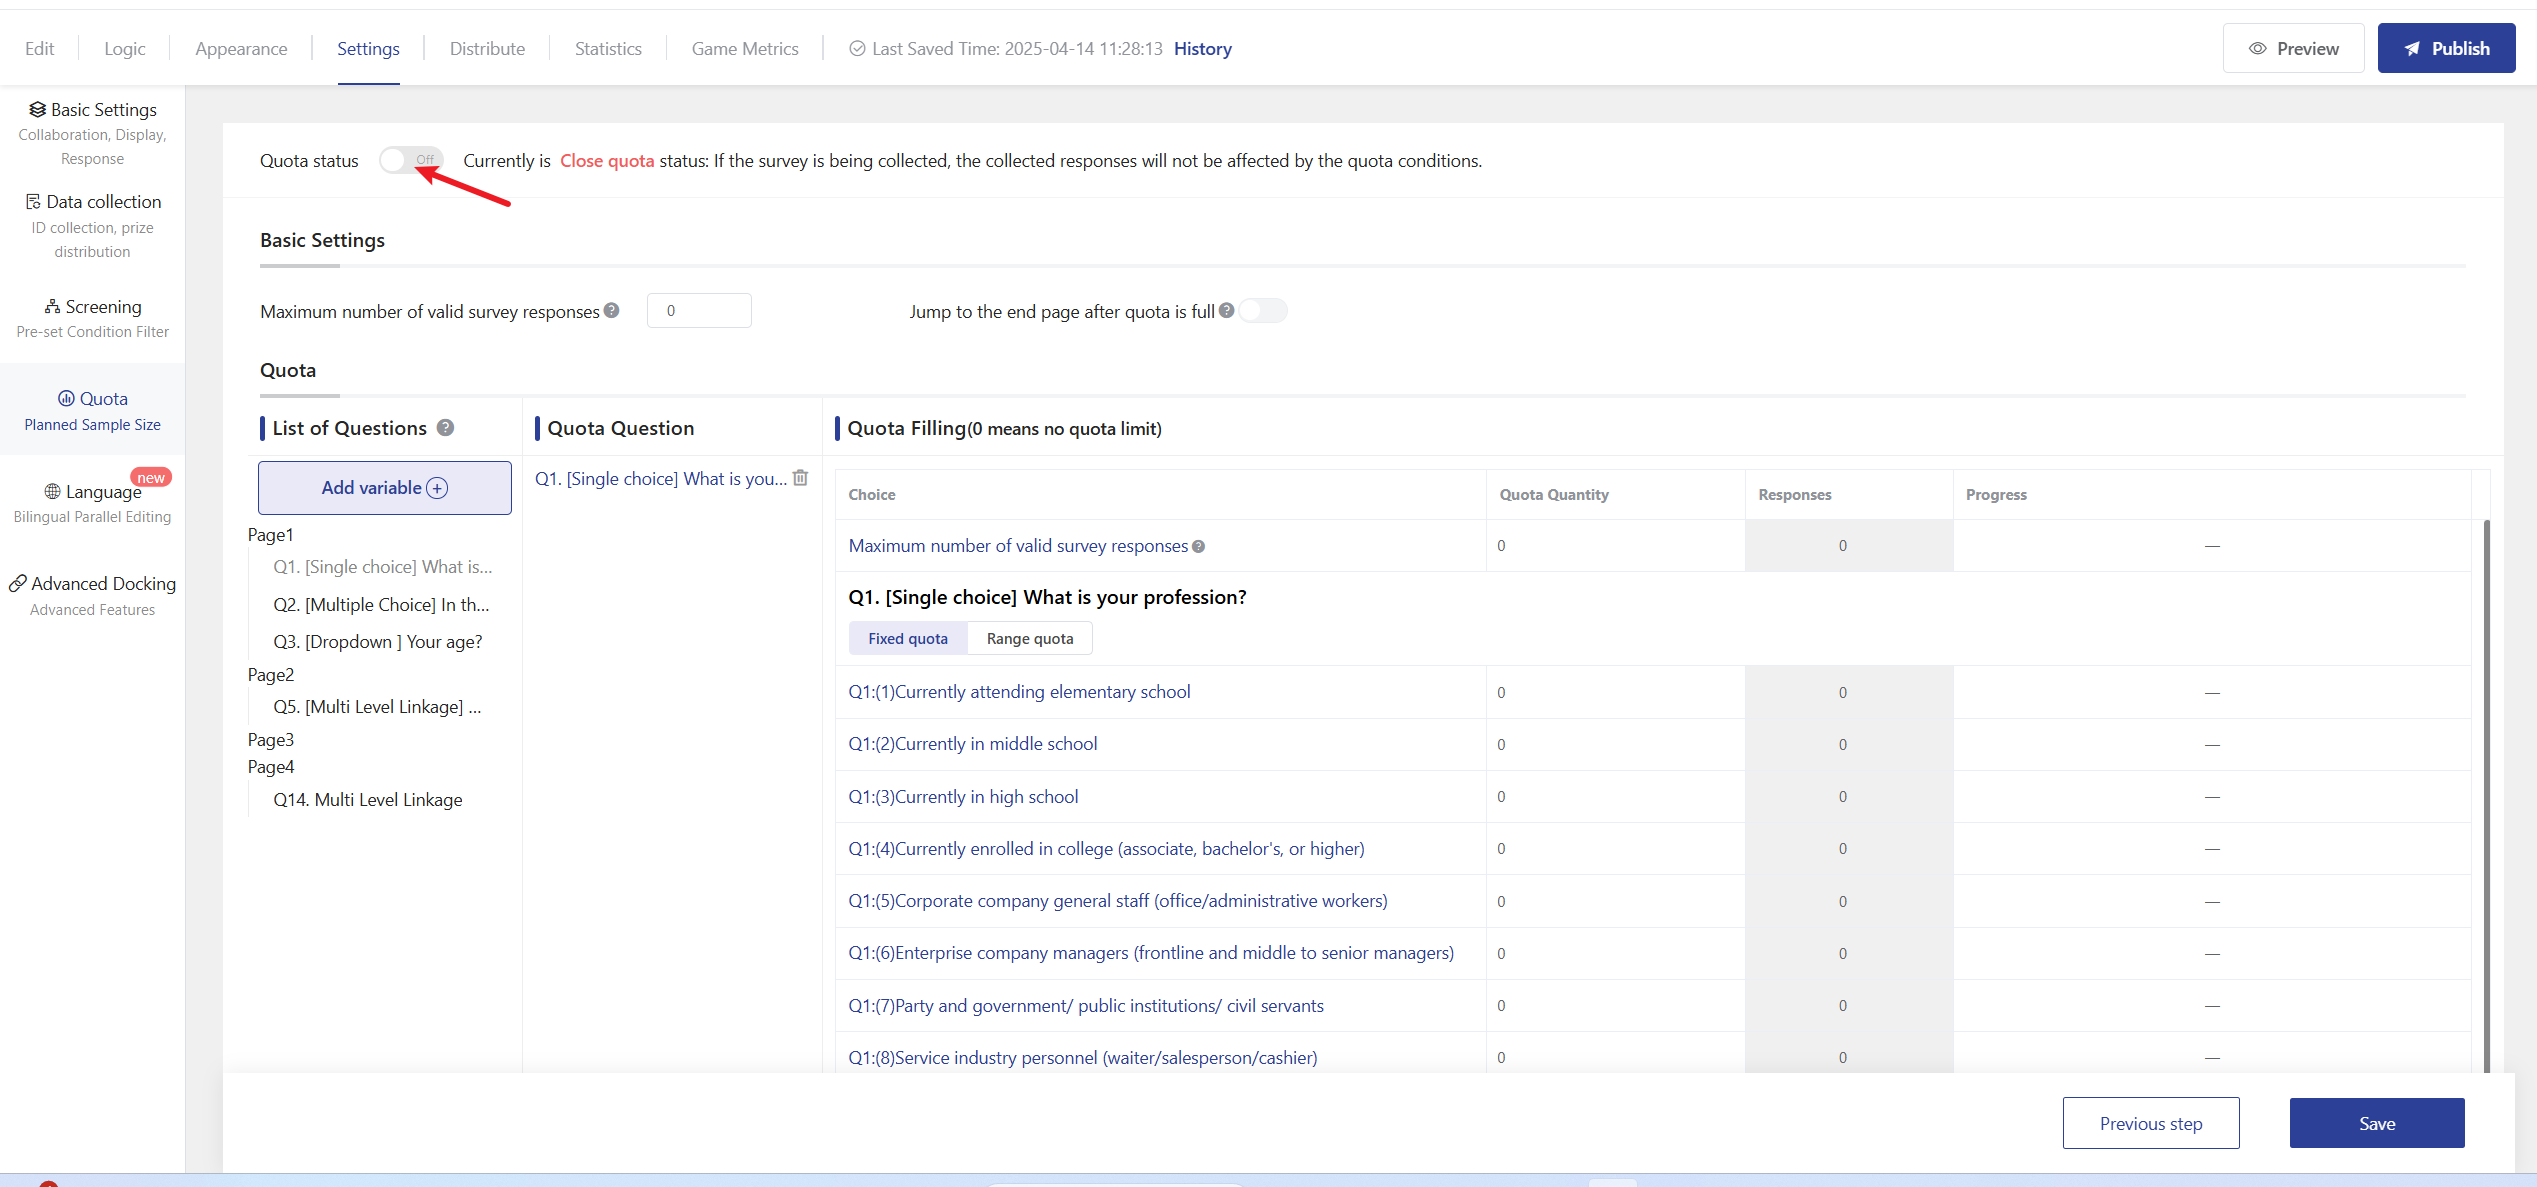 Edit
Logic
Appearance
Settings
Distribute
Statistics
Game Metrics
Last Saved Time: 2025-04-14 11:28:13 History
Preview
Publish
Basic Settings
Collaboration, Display,
Response
Data collection
ID collection, prize
distribution
Screening
Pre-set Condition Filter
Quota
Planned Sample Size
new
Language
Bilingual Parallel Editing
Advanced Docking
Advanced Features
Quota status
Off
Currently is Close quota status: If the survey is being collected, the collected responses will not be affected by the quota conditions.
Basic Settings
Maximum number of valid survey responses ?
0
Jump to the end page after quota is full ?
Quota
List of Questions ?
Quota Question
Quota Filling(0 means no quota limit)
Add variable
Page1
Q1. [Single choice] What is...
Q2. [Multiple Choice] In th...
Q3. [Dropdown ] Your age?
Page2
Q5. [Multi Level Linkage] ...
Page3
Page4
Q14. Multi Level Linkage
Q1. [Single choice] What is you...
Choice Quota Quantity Responses Progress
Maximum number of valid survey responses ? 0 0 —
Q1. [Single choice] What is your profession?
Fixed quota Range quota
Q1:(1)Currently attending elementary school 0 0 —
Q1:(2)Currently in middle school 0 0 —
Q1:(3)Currently in high school 0 0 —
Q1:(4)Currently enrolled in college (associate, bachelor's, or higher) 0 0 —
Q1:(5)Corporate company general staff (office/administrative workers) 0 0 —
Q1:(6)Enterprise company managers (frontline and middle to senior managers) 0 0 —
Q1:(7)Party and government/ public institutions/ civil servants 0 0 —
Q1:(8)Service industry personnel (waiter/salesperson/cashier) 0 0 —
Previous step
Save